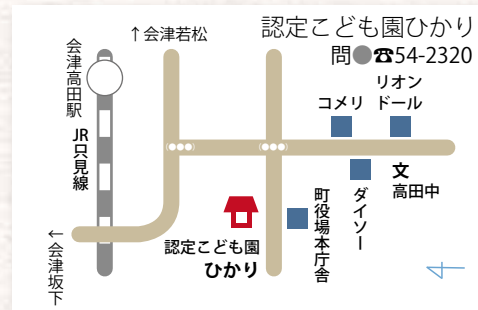 認定こども園ひかり
問●☎54-2320
↑会津若松
会津高田駅
JR只見線
コメリ
リオン
ドール
文
高田中
ダイソー
町役場本庁舎
認定こども園
ひかり
←会津坂下